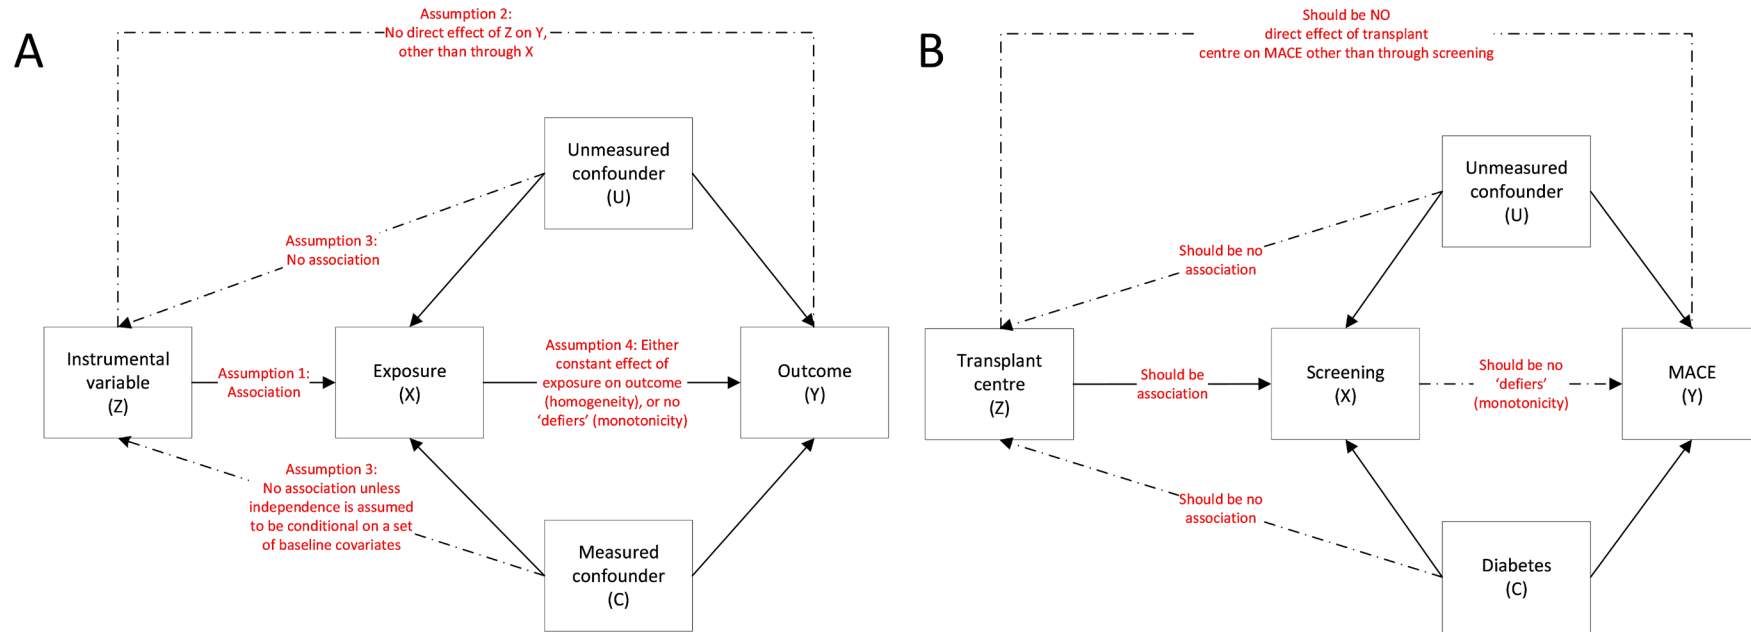 A
Assumption 2:
No direct effect of Z on Y,
other than through X
Unmeasured
confounder
(U)
Assumption 3:
No association
Instrumental
variable
(Z)
Assumption 1:
Association
Exposure
(X)
Assumption 4: Either
constant effect of
exposure on outcome
(homogeneity), or no
‘defiers’ (monotonicity)
Outcome
(Y)
Assumption 3:
No association unless
independence is assumed
to be conditional on a set
of baseline covariates
Measured
confounder
(C)
B
Should be NO
direct effect of transplant
centre on MACE other than through screening
Unmeasured
confounder
(U)
Should be no
association
Transplant
centre
(Z)
Should be
association
Screening
(X)
Should be no
‘defiers’
(monotonicity)
MACE
(Y)
Should be no
association
Diabetes
(C)